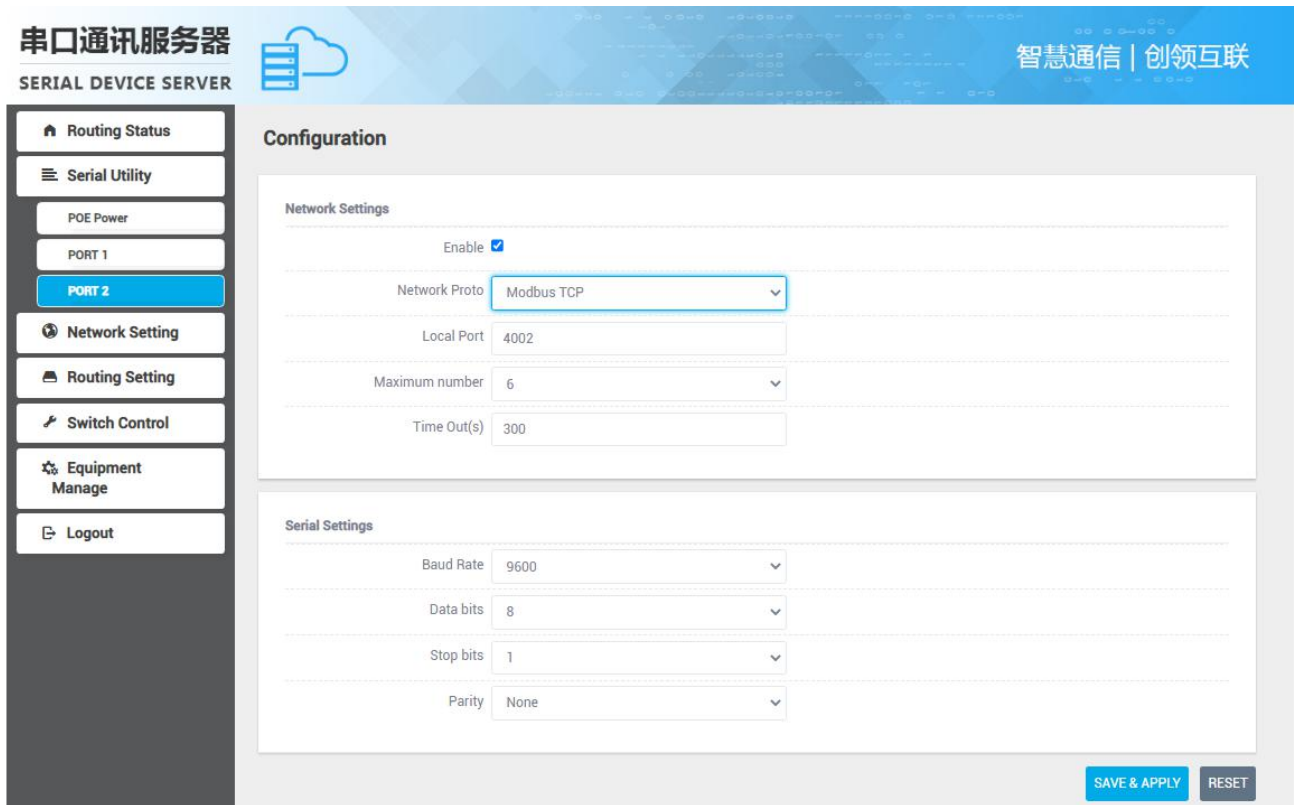 串口通讯服务器
SERIAL DEVICE SERVER
智慧通信 | 创领互联
Routing Status
Serial Utility
POE Power
PORT 1
PORT 2
Network Setting
Routing Setting
Switch Control
Equipment
Manage
Logout
Configuration
Network Settings
Enable
Network Proto Modbus TCP
Local Port 4002
Maximum number 6
Time Out(s) 300
Serial Settings
Baud Rate 9600
Data bits 8
Stop bits 1
Parity None
SAVE & APPLY RESET